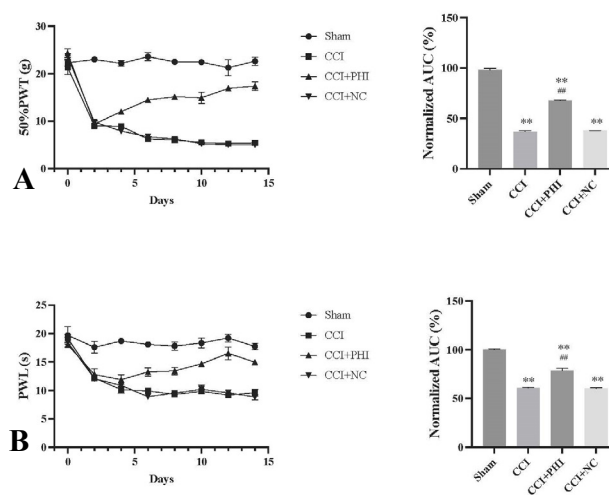 Sham
CCI
CCI+PHI
CCI+NC
50%PWT (g)
30
20
10
0
0
5
10
15
Days
A
Normalized AUC (%)
150
100
50
0
**
**
##
**
Sham
CCI
CCI+PHI
CCI+NC
Sham
CCI
CCI+PHI
CCI+NC
PWL (s)
25
20
15
10
5
0
0
5
10
15
Days
B
Normalized AUC (%)
150
100
50
0
**
**
##
**
Sham
CCI
CCI+PHI
CCI+NC